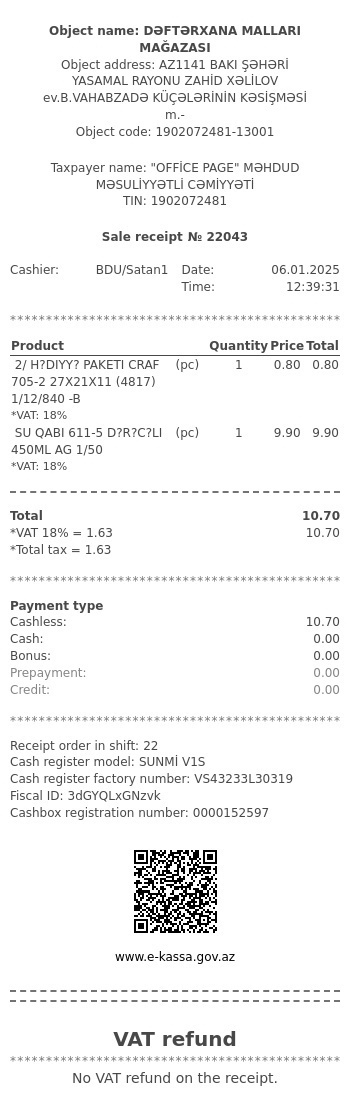 Object name: DƏFTƏRXANA MALLARI
MAĞAZASI
Object address: AZ1141 BAKI ŞƏHƏRİ
YASAMAL RAYONU ZAHİD XƏLİLOV
ev.B.VAHABZADƏ KÜÇƏLƏRİNİN KƏSİŞMƏSİ
m.-
Object code: 1902072481-13001
Taxpayer name: "OFFİCE PAGE" MƏHDUD
MƏSULİYYƏTLİ CƏMİYYƏTİ
TIN: 1902072481
Sale receipt № 22043
Cashier: BDU/Satan1 Date: 06.01.2025
Time: 12:39:31
**********************************************
Product Quantity Price Total
2/ H?DIYY? PAKETI CRAF (pc) 1 0.80 0.80
705-2 27X21X11 (4817)
1/12/840 -B
*VAT: 18%
SU QABI 611-5 D?R?C?LI (pc) 1 9.90 9.90
450ML AG 1/50
*VAT: 18%
Total 10.70
*VAT 18% = 1.63 10.70
*Total tax = 1.63
**********************************************
Payment type
Cashless: 10.70
Cash: 0.00
Bonus: 0.00
Prepayment: 0.00
Credit: 0.00
**********************************************
Receipt order in shift: 22
Cash register model: SUNMİ V1S
Cash register factory number: VS43233L30319
Fiscal ID: 3dGYQLxGNzvk
Cashbox registration number: 0000152597
www.e-kassa.gov.az
VAT refund
**********************************************
No VAT refund on the receipt.